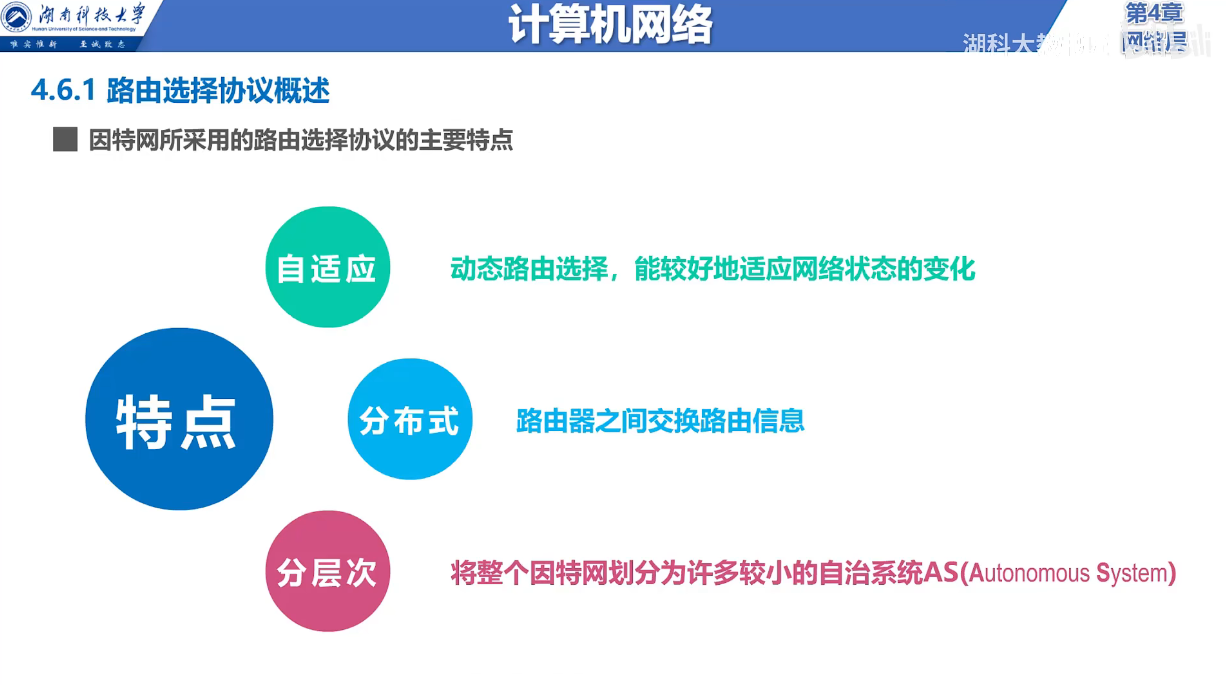 湖南科技大学
Hunan University of Science and Technology
唯实惟新 至诚致志
计算机网络
第4章
网络层
湖科大教书匠
bilibili
4.6.1 路由选择协议概述
因特网所采用的路由选择协议的主要特点
自适应 动态路由选择，能较好地适应网络状态的变化
特点
分布式 路由器之间交换路由信息
分层次 将整个因特网划分为许多较小的自治系统AS(Autonomous System)